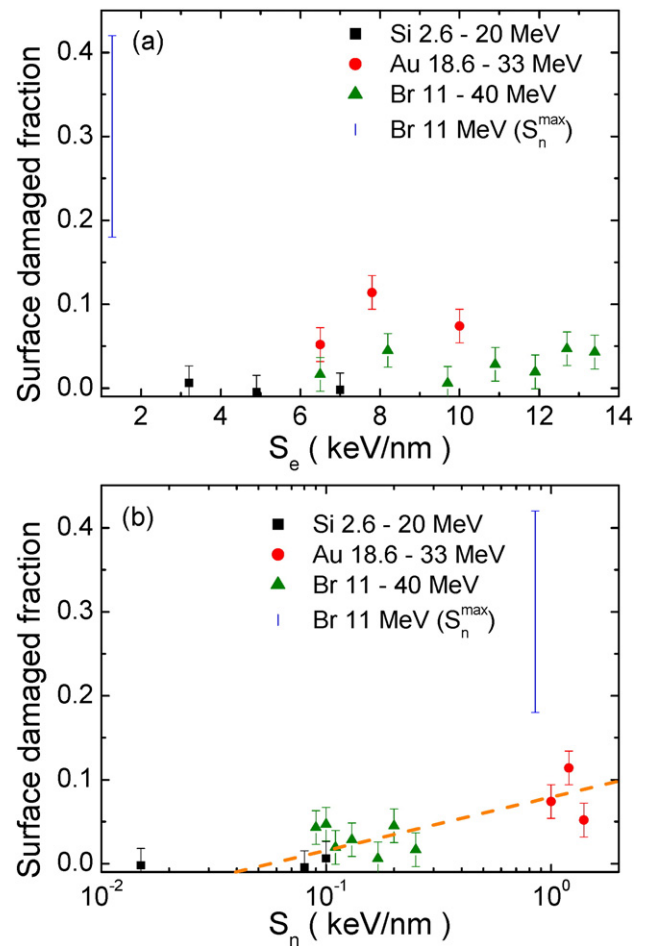 (a)
Si 2.6 - 20 MeV
Au 18.6 - 33 MeV
Br 11 - 40 MeV
Br 11 MeV (S_n^max)
Surface damaged fraction
0.4
0.3
0.2
0.1
0.0
2 4 6 8 10 12 14
S_e ( keV/nm )
(b)
Si 2.6 - 20 MeV
Au 18.6 - 33 MeV
Br 11 - 40 MeV
Br 11 MeV (S_n^max)
Surface damaged fraction
0.4
0.3
0.2
0.1
0.0
10^-2 10^-1 10^0
S_n ( keV/nm )